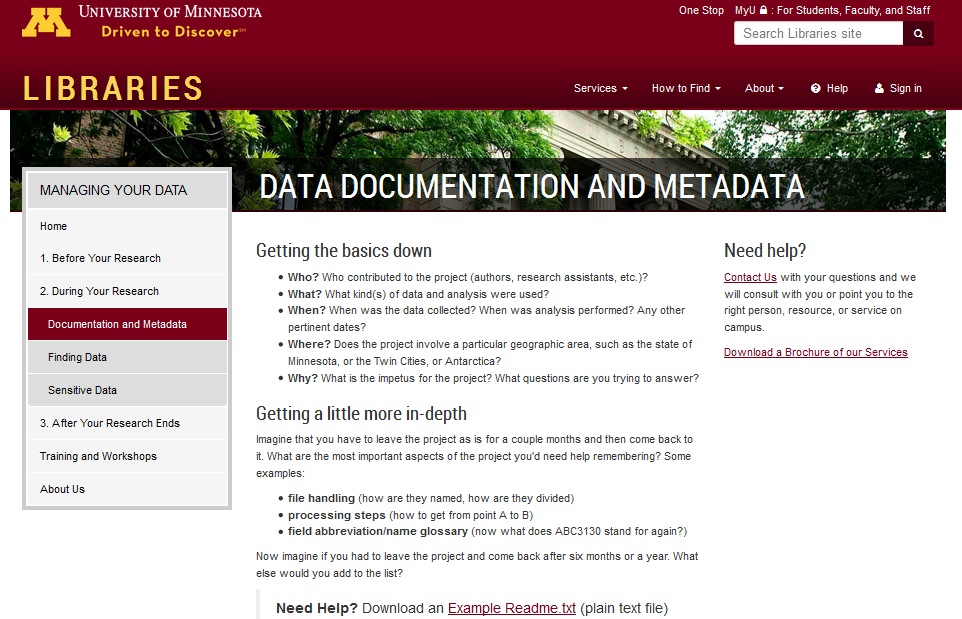 UNIVERSITY OF MINNESOTA
Driven to Discover℠
One Stop MyU : For Students, Faculty, and Staff
Search Libraries site
LIBRARIES
Services How to Find About Help Sign in
DATA DOCUMENTATION AND METADATA
MANAGING YOUR DATA
Home
1. Before Your Research
2. During Your Research
Documentation and Metadata
Finding Data
Sensitive Data
3. After Your Research Ends
Training and Workshops
About Us
Getting the basics down
• Who? Who contributed to the project (authors, research assistants, etc.)?
• What? What kind(s) of data and analysis were used?
• When? When was the data collected? When was analysis performed? Any other
pertinent dates?
• Where? Does the project involve a particular geographic area, such as the state of
Minnesota, or the Twin Cities, or Antarctica?
• Why? What is the impetus for the project? What questions are you trying to answer?
Getting a little more in-depth
Imagine that you have to leave the project as is for a couple months and then come back to
it. What are the most important aspects of the project you'd need help remembering? Some
examples:
• file handling (how are they named, how are they divided)
• processing steps (how to get from point A to B)
• field abbreviation/name glossary (now what does ABC3130 stand for again?)
Now imagine if you had to leave the project and come back after six months or a year. What
else would you add to the list?
Need Help? Download an Example Readme.txt (plain text file)
Need help?
Contact Us with your questions and we
will consult with you or point you to the
right person, resource, or service on
campus.
Download a Brochure of our Services